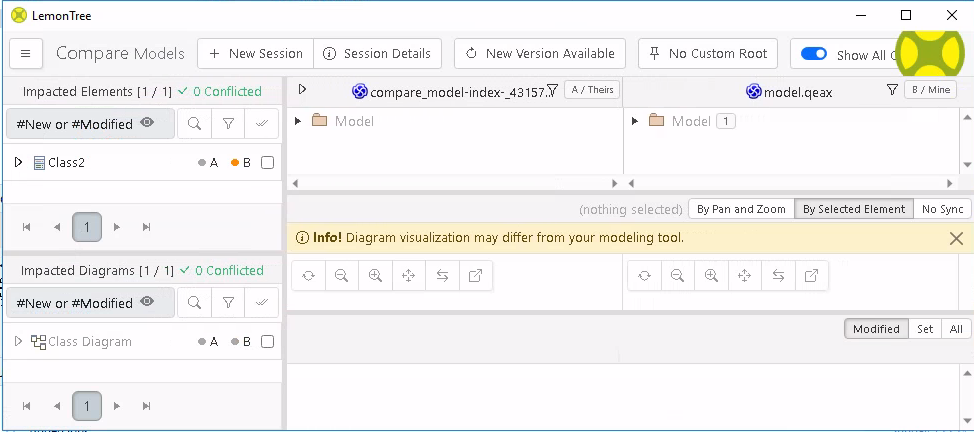 LemonTree
Compare Models
New Session
Session Details
New Version Available
No Custom Root
Show All
Impacted Elements [1 / 1] ✓ 0 Conflicted
#New or #Modified
Class2 A B
1
Impacted Diagrams [1 / 1] ✓ 0 Conflicted
#New or #Modified
Class Diagram A B
1
compare_model-index-_43157. A / Theirs
model.qeax B / Mine
Model
Model 1
(nothing selected) By Pan and Zoom By Selected Element No Sync
Info! Diagram visualization may differ from your modeling tool.
Modified Set All